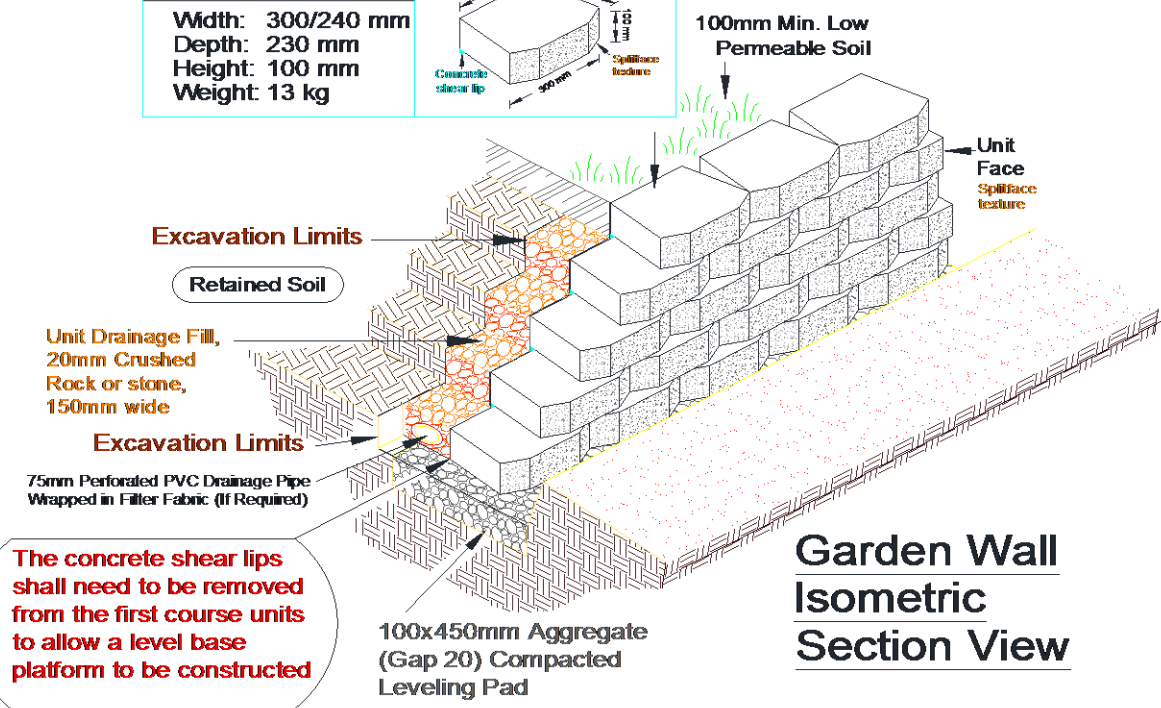 Width: 300/240 mm
Depth: 230 mm
Height: 100 mm
Weight: 13 kg
100 mm
Concrete
shear lip
Splitface
texture
300 mm
100mm Min. Low
Permeable Soil
Unit
Face
Splitface
texture
Excavation Limits
Retained Soil
Unit Drainage Fill,
20mm Crushed
Rock or stone,
150mm wide
Excavation Limits
75mm Perforated PVC Drainage Pipe
Wrapped in Filter Fabric (If Required)
The concrete shear lips
shall need to be removed
from the first course units
to allow a level base
platform to be constructed
100x450mm Aggregate
(Gap 20) Compacted
Leveling Pad
Garden Wall
Isometric
Section View